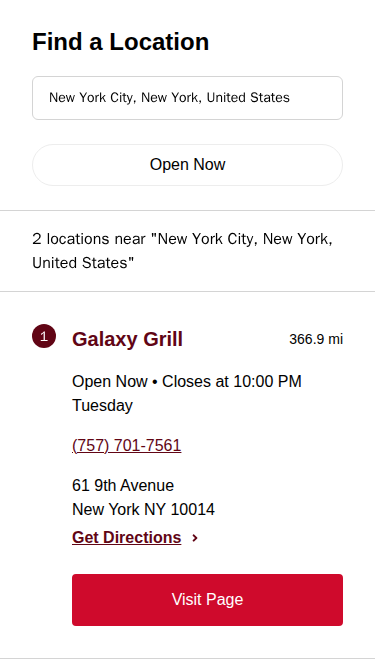 Find a Location
New York City, New York, United States
Open Now
2 locations near "New York City, New York,
United States"
1
Galaxy Grill
366.9 mi
Open Now • Closes at 10:00 PM
Tuesday
(757) 701-7561
61 9th Avenue
New York NY 10014
Get Directions
Visit Page